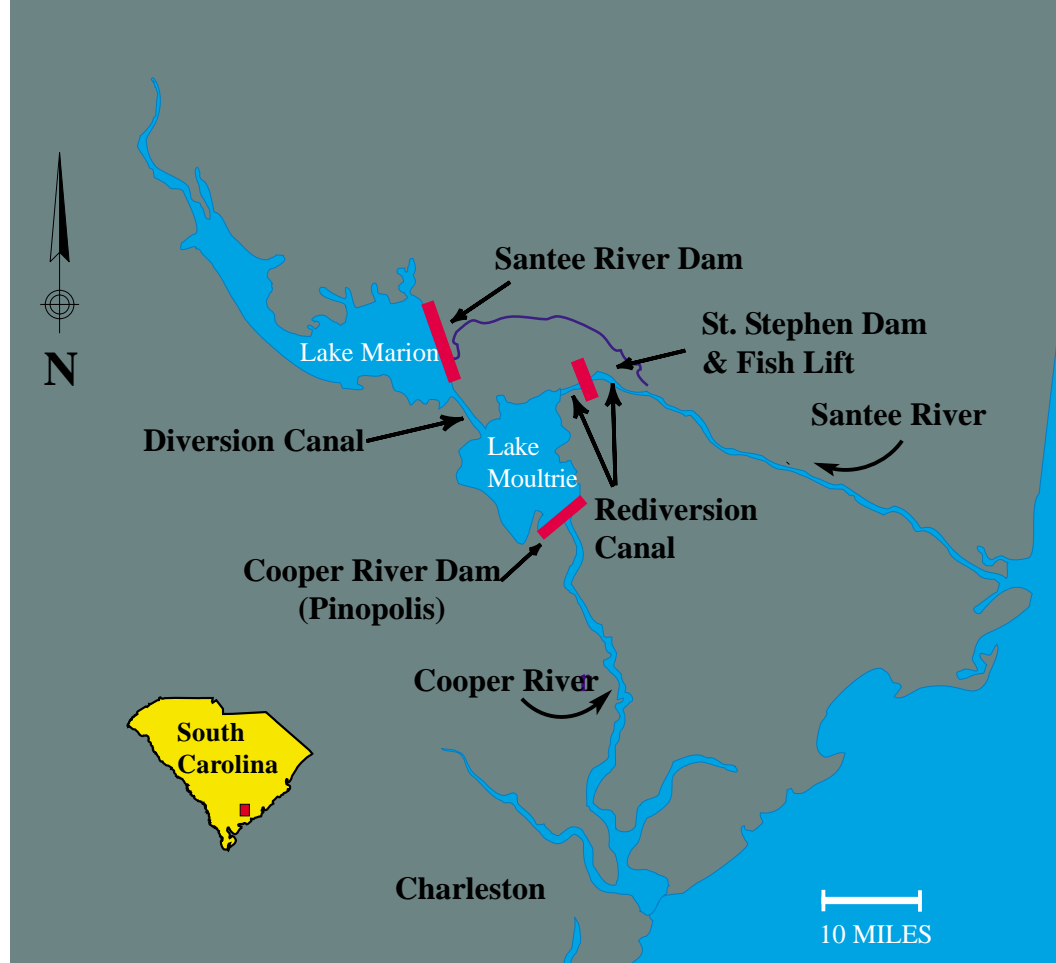 Santee River Dam
St. Stephen Dam
& Fish Lift
Lake Marion
N
Santee River
Diversion Canal
Lake
Moultrie
Rediversion
Canal
Cooper River Dam
(Pinopolis)
Cooper River
South
Carolina
Charleston
10 MILES